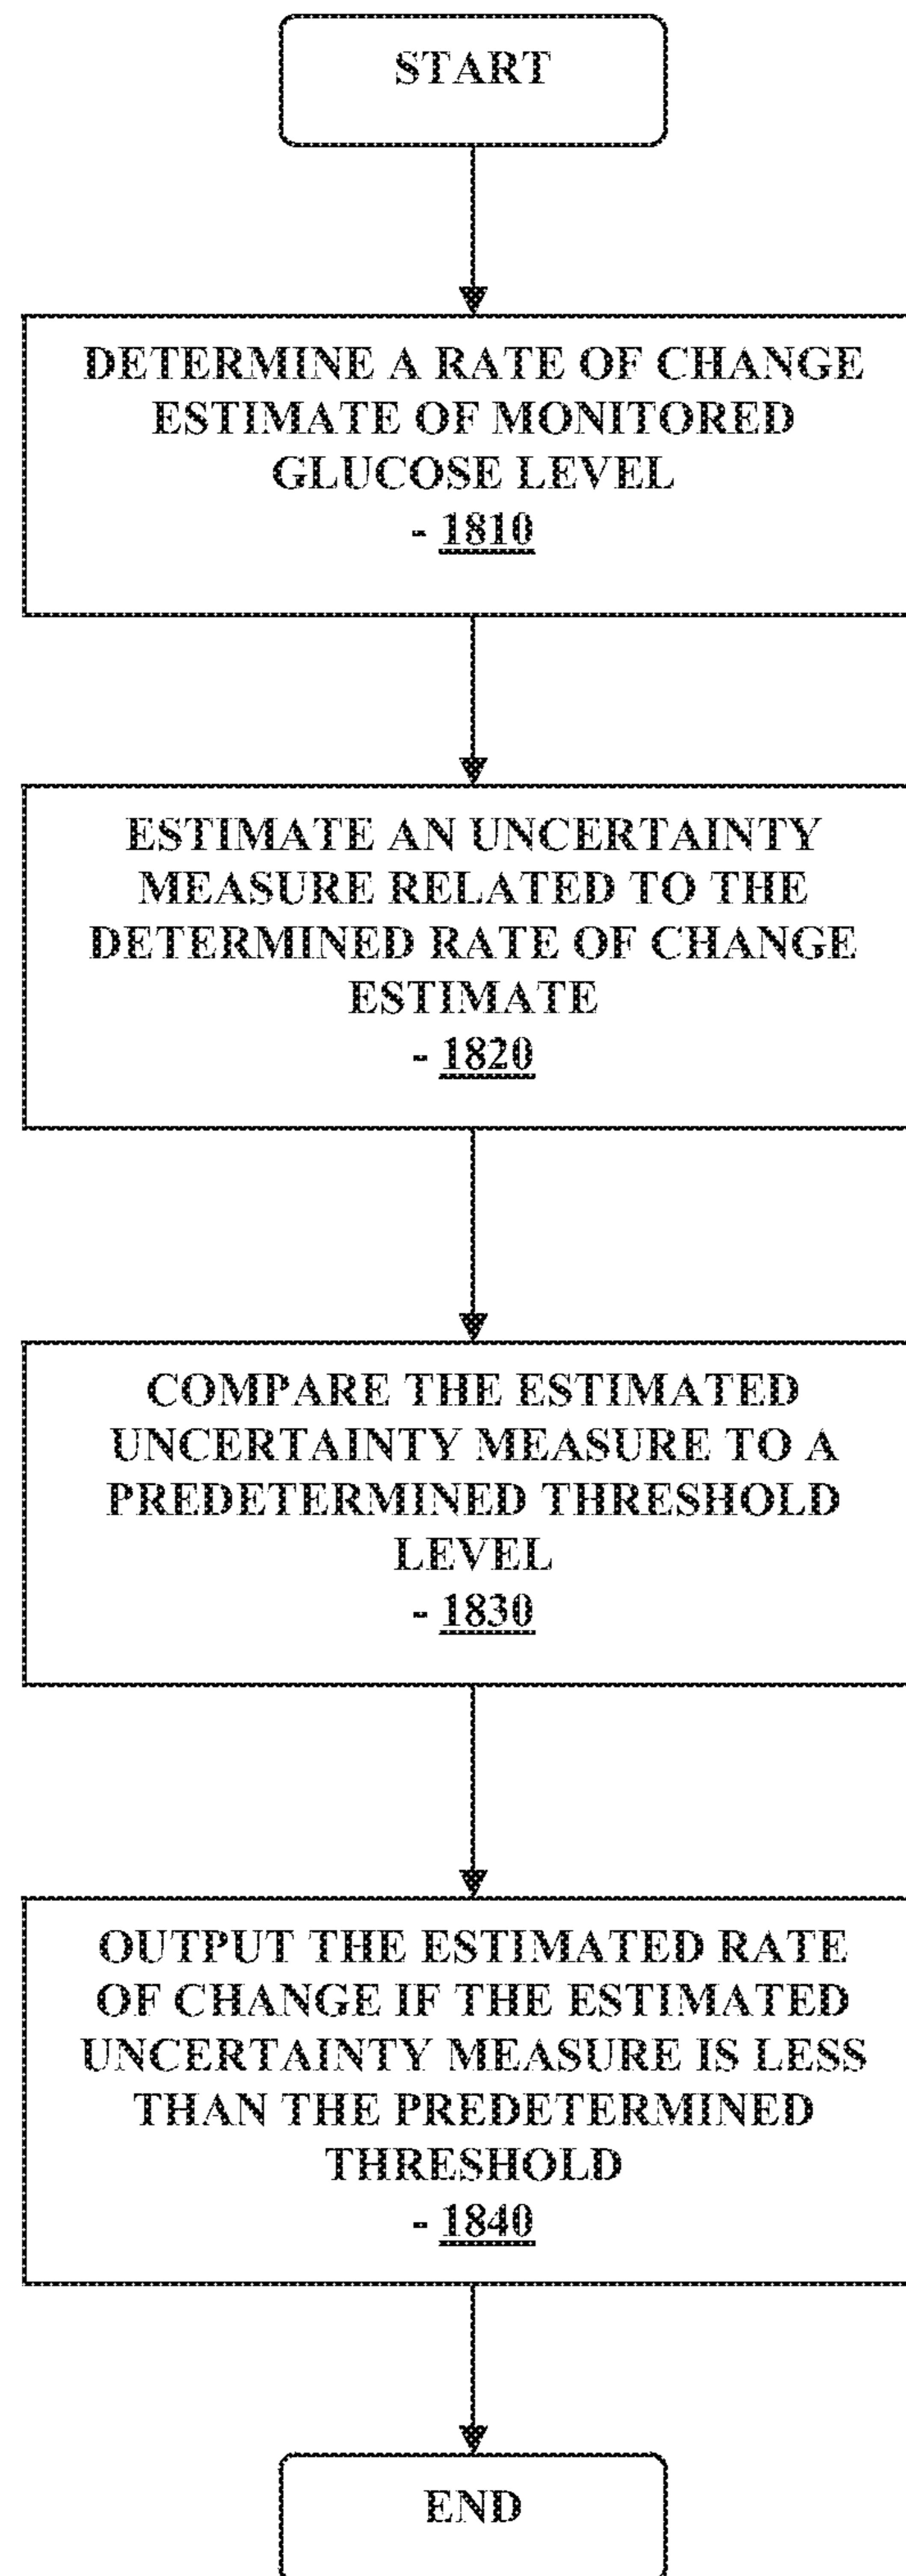 START
DETERMINE A RATE OF CHANGE
ESTIMATE OF MONITORED
GLUCOSE LEVEL
- 1810
ESTIMATE AN UNCERTAINTY
MEASURE RELATED TO THE
DETERMINED RATE OF CHANGE
ESTIMATE
- 1820
COMPARE THE ESTIMATED
UNCERTAINTY MEASURE TO A
PREDETERMINED THRESHOLD
LEVEL
- 1830
OUTPUT THE ESTIMATED RATE
OF CHANGE IF THE ESTIMATED
UNCERTAINTY MEASURE IS LESS
THAN THE PREDETERMINED
THRESHOLD
- 1840
END